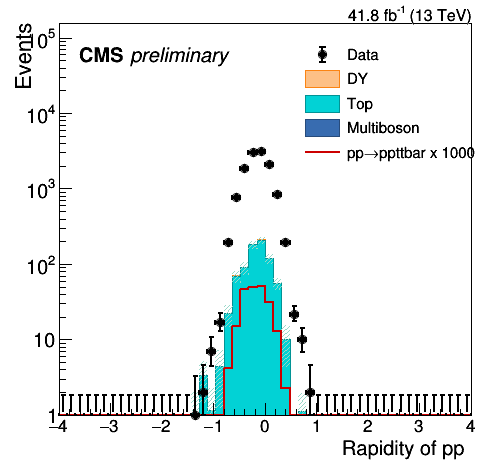 41.8 fb⁻¹ (13 TeV)
Events
CMS preliminary
Data
DY
Top
Multiboson
pp→ppttbar x 1000
10⁵
10⁴
10³
10²
10
1
−4 −3 −2 −1 0 1 2 3 4
Rapidity of pp